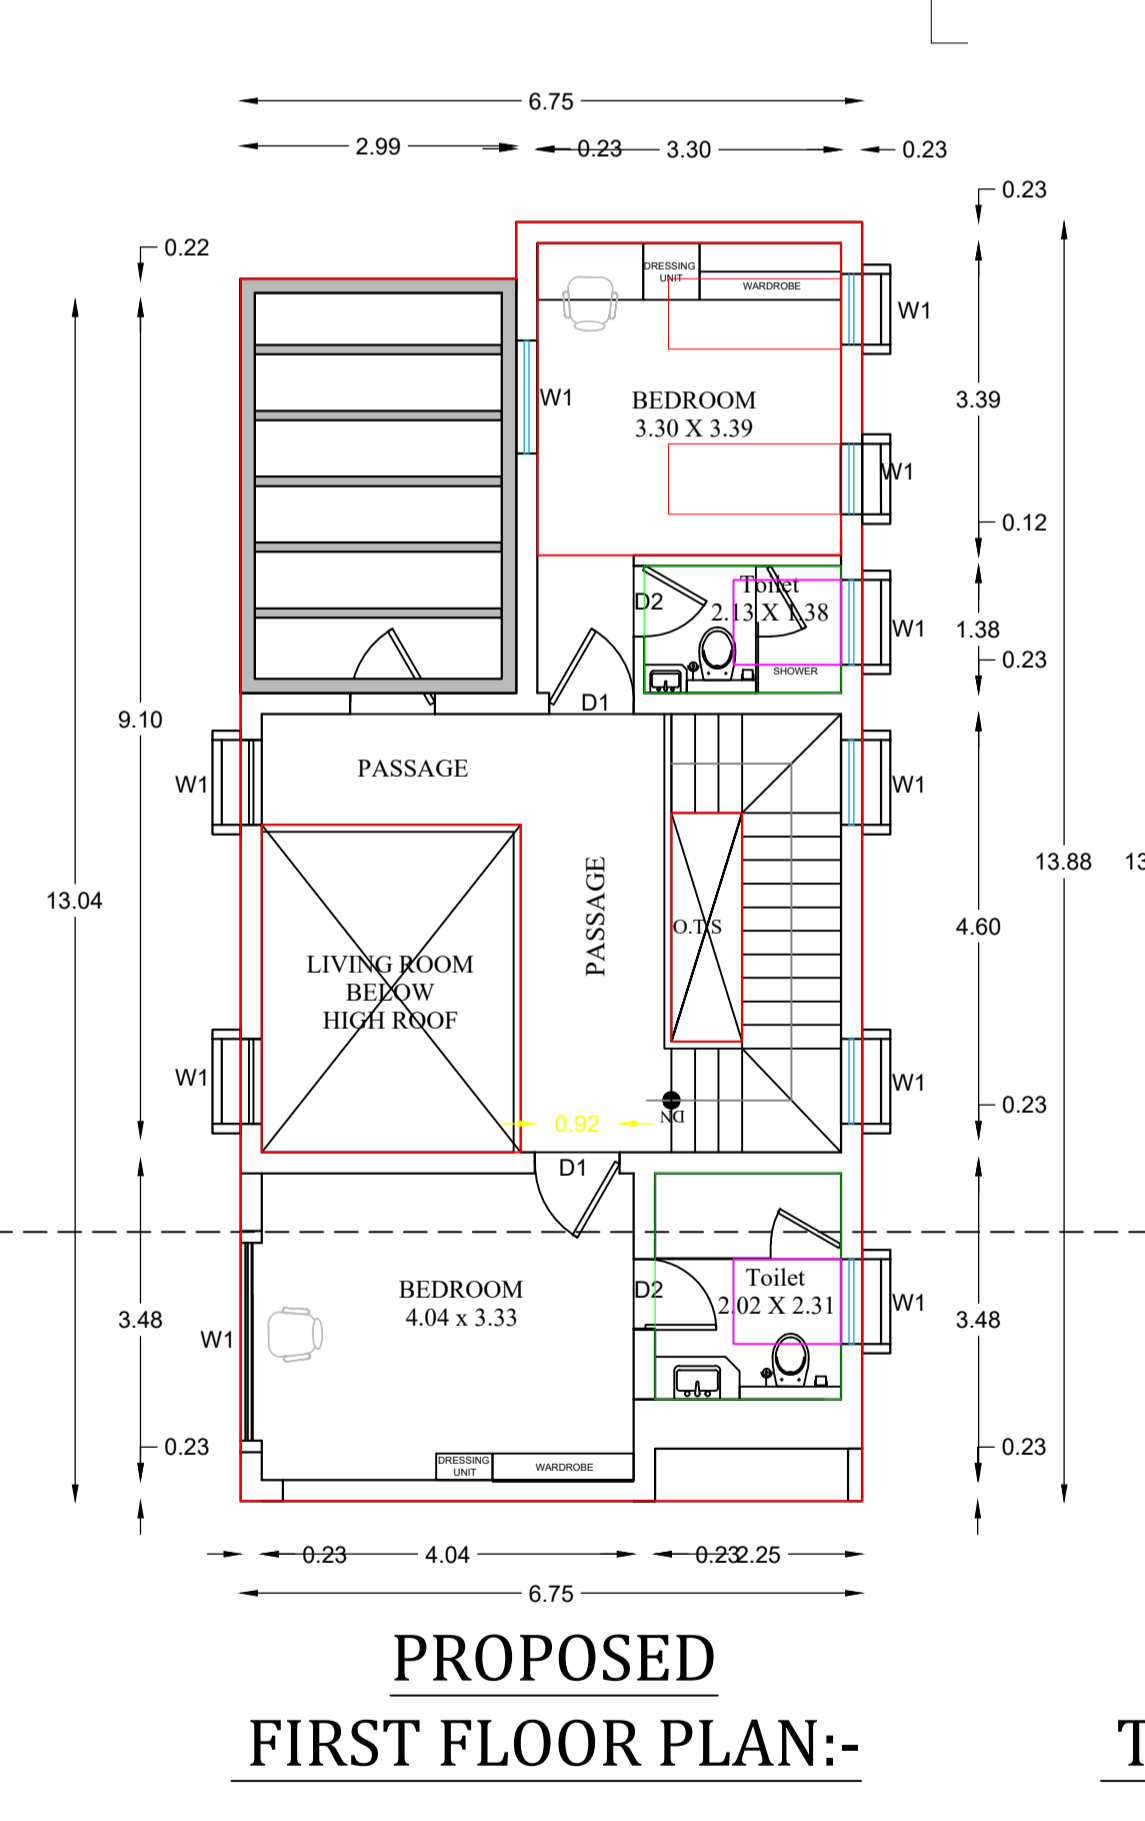 6.75
2.99
0.23
3.30
0.23
0.23
0.22
DRESSING
UNIT
WARDROBE
W1
W1
BEDROOM
3.30 X 3.39
3.39
W1
0.12
D2
Toilet
2.13 X 1.38
W1
1.38
0.23
SHOWER
D1
9.10
PASSAGE
W1
W1
13.88
13
13.04
PASSAGE
O.T.S
4.60
LIVING ROOM
BELOW
HIGH ROOF
W1
W1
0.23
DN
0.92
D1
BEDROOM
4.04 x 3.33
D2
Toilet
2.02 X 2.31
W1
3.48
3.48
W1
0.23
DRESSING
UNIT
WARDROBE
0.23
0.23
4.04
0.23
2.25
6.75
PROPOSED
FIRST FLOOR PLAN:-
T